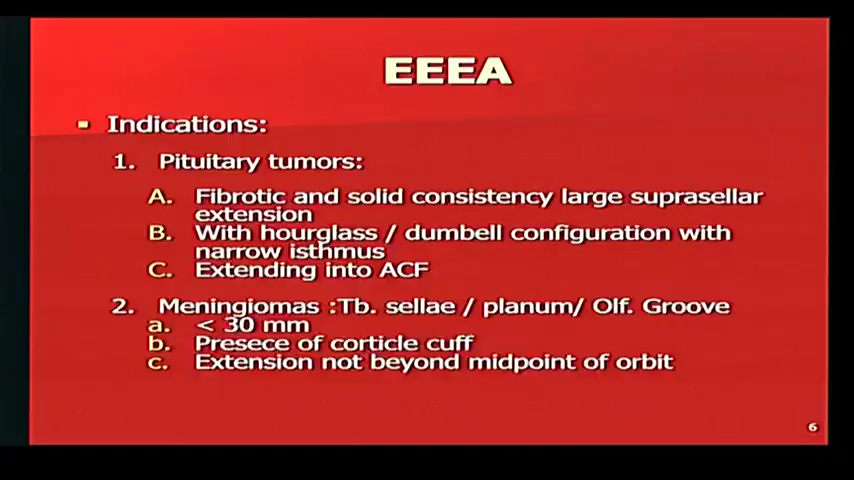 EEEA
Indications:
1. Pituitary tumors:
A. Fibrotic and solid consistency large suprasellar
extension
B. With hourglass / dumbell configuration with
narrow isthmus
C. Extending into ACF
2. Meningiomas :Tb. sellae / planum/ Olf. Groove
a. < 30 mm
b. Presece of corticle cuff
c. Extension not beyond midpoint of orbit
6